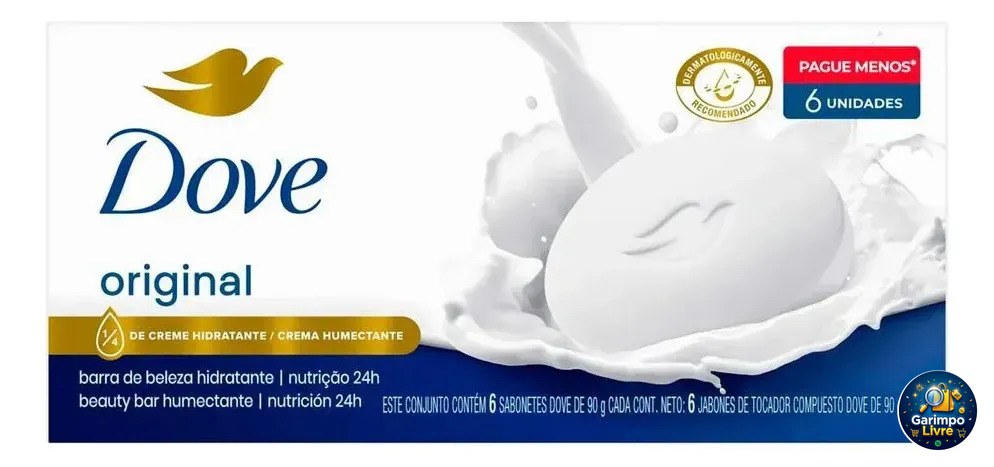 Dove
original
1/4 DE CREME HIDRATANTE / CREMA HUMECTANTE
barra de beleza hidratante | nutrição 24h
beauty bar humectante | nutrición 24h
DERMATOLOGICAMENTE
RECOMENDADO
PAGUE MENOS*
6 UNIDADES
ESTE CONJUNTO CONTÉM 6 SABONETES DOVE DE 90 g CADA CONT. NETO: 6 JABONES DE TOCADOR COMPUESTO DOVE DE 90
Garimpo
Livre